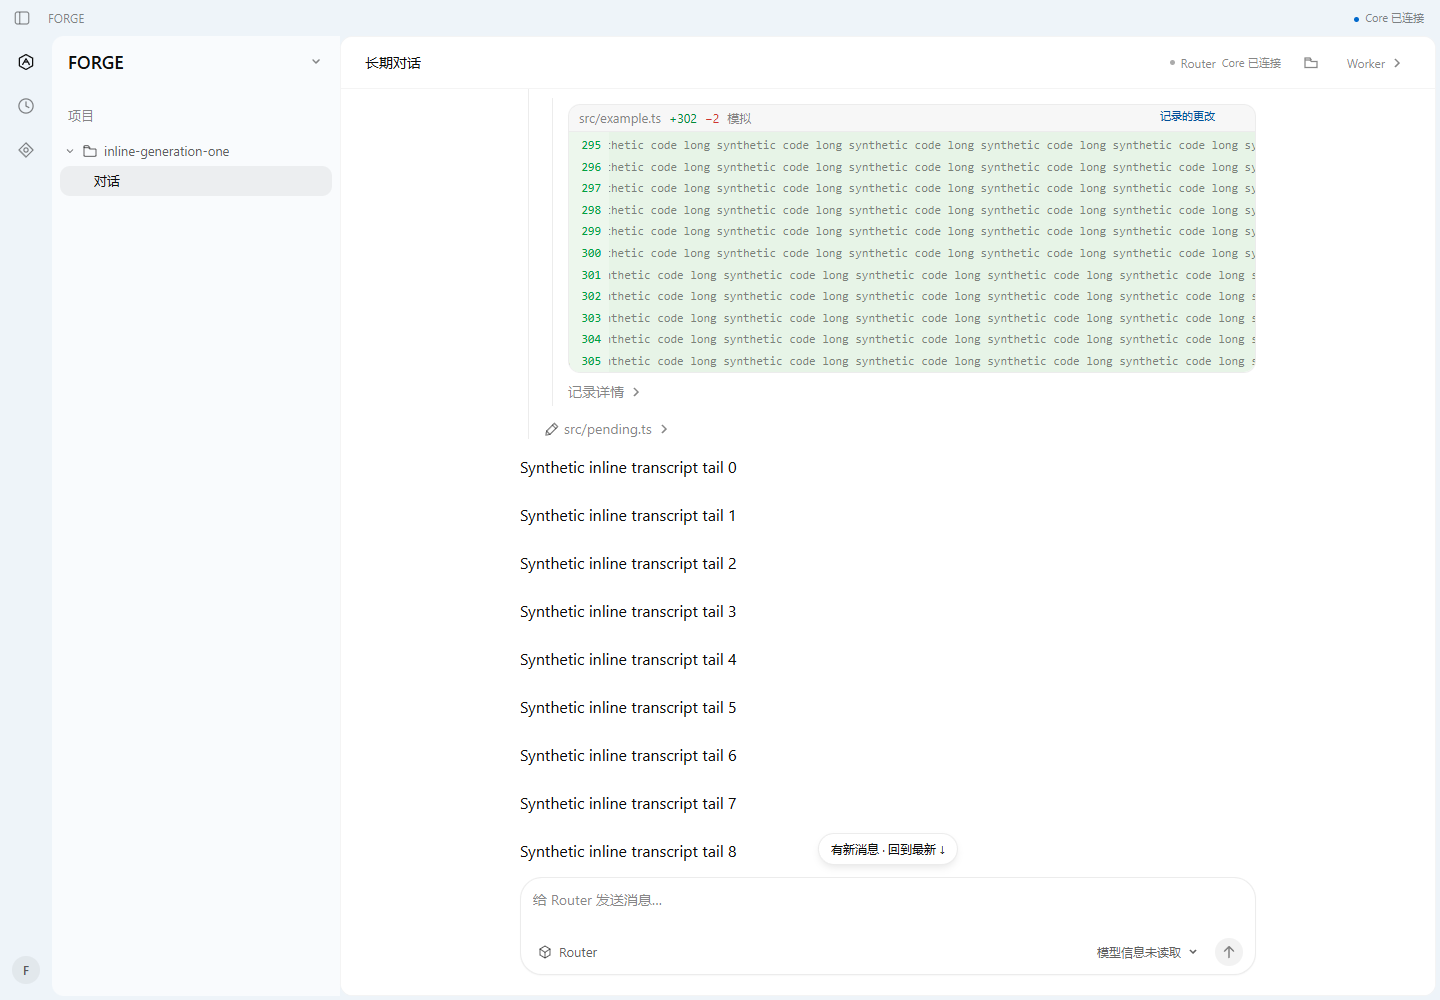 FORGE
Core 已连接
FORGE
项目
inline-generation-one
对话
F
长期对话
Router Core 已连接
Worker
src/example.ts +302 −2 模拟
记录的更改
295 thetic code long synthetic code long synthetic code long synthetic code long synthetic code long sy
296 thetic code long synthetic code long synthetic code long synthetic code long synthetic code long sy
297 thetic code long synthetic code long synthetic code long synthetic code long synthetic code long sy
298 thetic code long synthetic code long synthetic code long synthetic code long synthetic code long sy
299 thetic code long synthetic code long synthetic code long synthetic code long synthetic code long sy
300 thetic code long synthetic code long synthetic code long synthetic code long synthetic code long sy
301 nthetic code long synthetic code long synthetic code long synthetic code long synthetic code long s
302 nthetic code long synthetic code long synthetic code long synthetic code long synthetic code long s
303 nthetic code long synthetic code long synthetic code long synthetic code long synthetic code long s
304 nthetic code long synthetic code long synthetic code long synthetic code long synthetic code long s
305 nthetic code long synthetic code long synthetic code long synthetic code long synthetic code long s
记录详情
src/pending.ts
Synthetic inline transcript tail 0
Synthetic inline transcript tail 1
Synthetic inline transcript tail 2
Synthetic inline transcript tail 3
Synthetic inline transcript tail 4
Synthetic inline transcript tail 5
Synthetic inline transcript tail 6
Synthetic inline transcript tail 7
Synthetic inline transcript tail 8
有新消息 · 回到最新 ↓
给 Router 发送消息...
Router
模型信息未读取